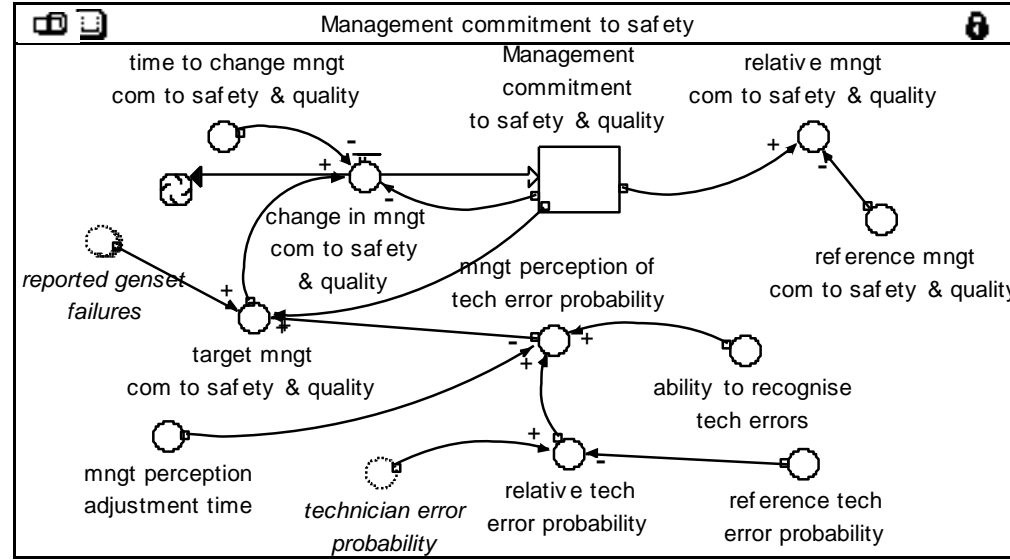 Management commitment to safety
time to change mngt
com to safety & quality
Management
commitment
to safety & quality
relative mngt
com to safety & quality
-
+
+
-
-
change in mngt
com to safety
& quality
reference mngt
com to safety & quality
reported genset
failures
+
mngt perception of
tech error probability
+
-
+
+
target mngt
com to safety & quality
ability to recognise
tech errors
mngt perception
adjustment time
+
-
technician error
probability
relative tech
error probability
reference tech
error probability